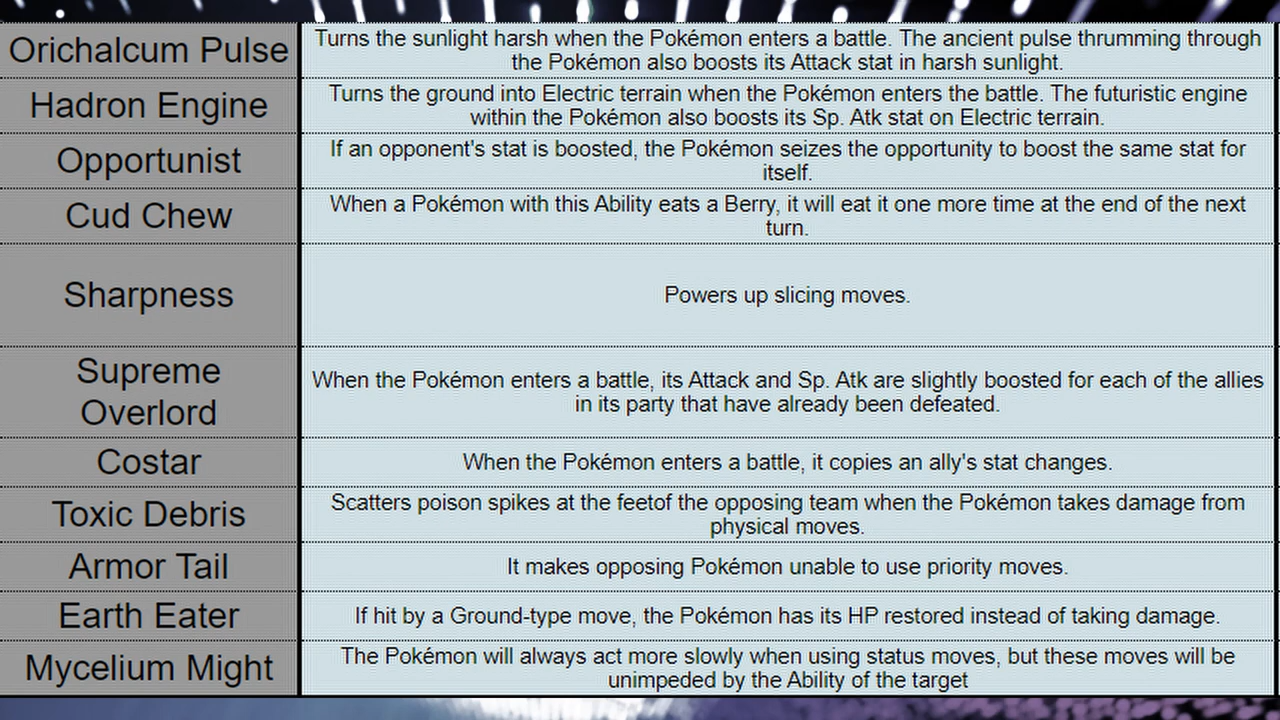 Orichalcum Pulse
Turns the sunlight harsh when the Pokémon enters a battle. The ancient pulse thrumming through
the Pokémon also boosts its Attack stat in harsh sunlight.
Hadron Engine
Turns the ground into Electric terrain when the Pokémon enters the battle. The futuristic engine
within the Pokémon also boosts its Sp. Atk stat on Electric terrain.
Opportunist
If an opponent's stat is boosted, the Pokémon seizes the opportunity to boost the same stat for
itself.
Cud Chew
When a Pokémon with this Ability eats a Berry, it will eat it one more time at the end of the next
turn.
Sharpness
Powers up slicing moves.
Supreme
Overlord
When the Pokémon enters a battle, its Attack and Sp. Atk are slightly boosted for each of the allies
in its party that have already been defeated.
Costar
When the Pokémon enters a battle, it copies an ally's stat changes.
Toxic Debris
Scatters poison spikes at the feetof the opposing team when the Pokémon takes damage from
physical moves.
Armor Tail
It makes opposing Pokémon unable to use priority moves.
Earth Eater
If hit by a Ground-type move, the Pokémon has its HP restored instead of taking damage.
Mycelium Might
The Pokémon will always act more slowly when using status moves, but these moves will be
unimpeded by the Ability of the target